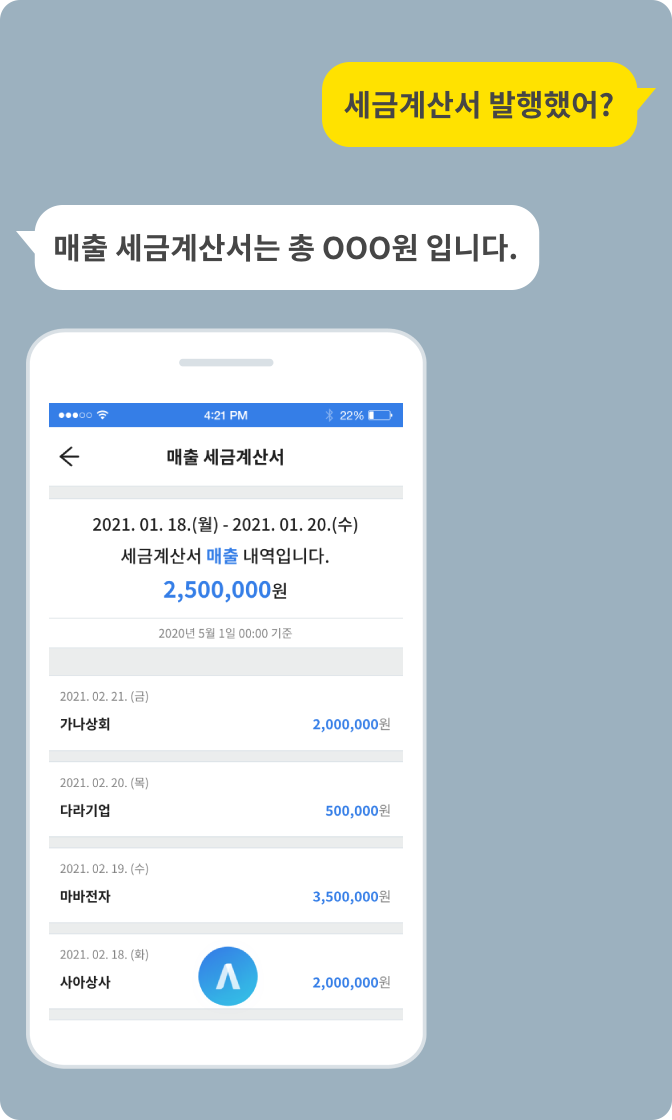 세금계산서 발행했어?
매출 세금계산서는 총 OOO원 입니다.
4:21 PM
22%
매출 세금계산서
2021. 01. 18.(월) - 2021. 01. 20.(수)
세금계산서 매출 내역입니다.
2,500,000원
2020년 5월 1일 00:00 기준
2021. 02. 21. (금)
가나상회 2,000,000원
2021. 02. 20. (목)
다라기업 500,000원
2021. 02. 19. (수)
마바전자 3,500,000원
2021. 02. 18. (화)
사아상사 2,000,000원